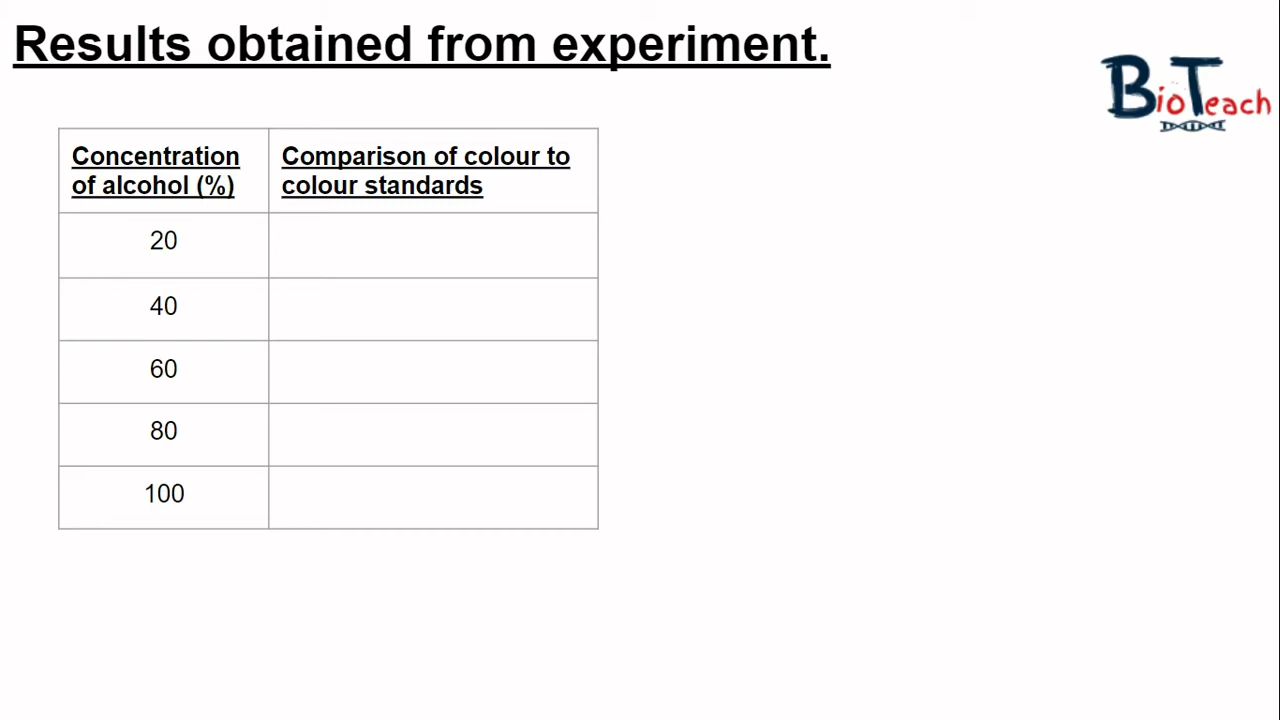 Results obtained from experiment.
BioTeach
Concentration
of alcohol (%)
Comparison of colour to
colour standards
20
40
60
80
100